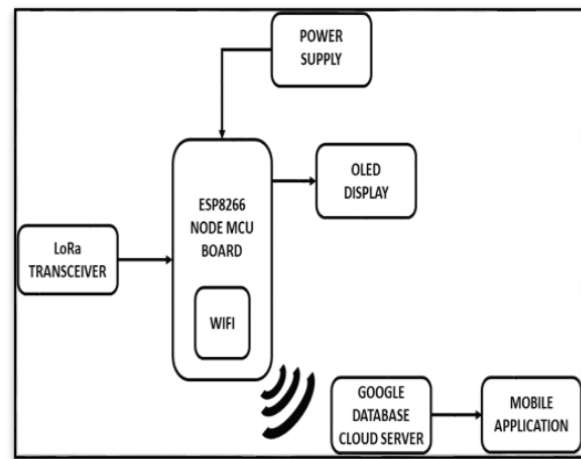 POWER
SUPPLY
ESP8266
NODE MCU
BOARD
OLED
DISPLAY
LoRa
TRANSCEIVER
WIFI
GOOGLE
DATABASE
CLOUD SERVER
MOBILE
APPLICATION